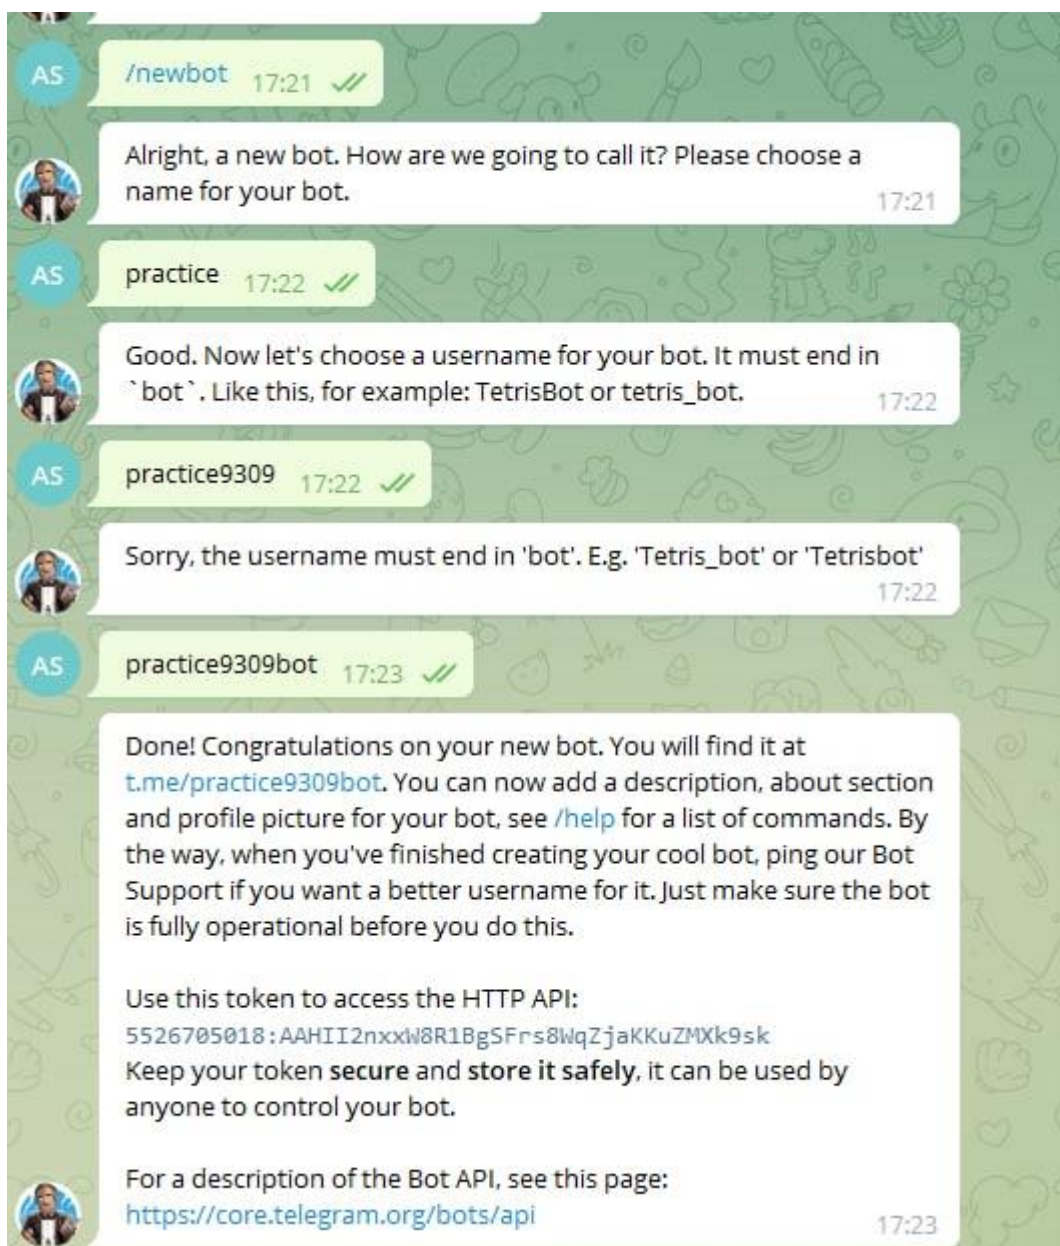 AS
/newbot 17:21
Alright, a new bot. How are we going to call it? Please choose a
name for your bot.
17:21
AS
practice 17:22
Good. Now let's choose a username for your bot. It must end in
`bot`. Like this, for example: TetrisBot or tetris_bot.
17:22
AS
practice9309 17:22
Sorry, the username must end in 'bot'. E.g. 'Tetris_bot' or 'Tetrisbot'
17:22
AS
practice9309bot 17:23
Done! Congratulations on your new bot. You will find it at
t.me/practice9309bot. You can now add a description, about section
and profile picture for your bot, see /help for a list of commands. By
the way, when you've finished creating your cool bot, ping our Bot
Support if you want a better username for it. Just make sure the bot
is fully operational before you do this.
Use this token to access the HTTP API:
5526705018:AAHII2nxxW8R1BgSFrs8WqZjaKKuZMXk9sk
Keep your token secure and store it safely, it can be used by
anyone to control your bot.
For a description of the Bot API, see this page:
https://core.telegram.org/bots/api
17:23